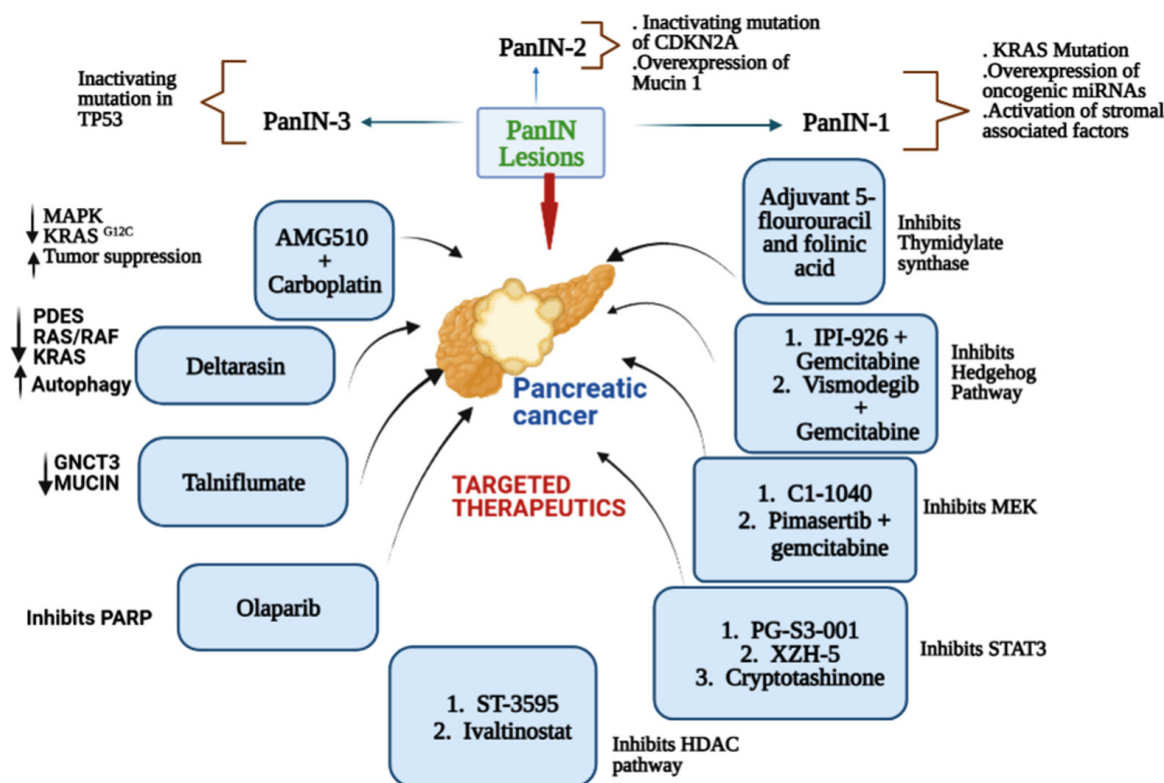 . Inactivating mutation
of CDKN2A
.Overexpression of
Mucin 1
PanIN-2
. KRAS Mutation
.Overexpression of
oncogenic miRNAs
.Activation of stromal
associated factors
Inactivating
mutation in
TP53
PanIN-3
PanIN
Lesions
PanIN-1
MAPK
KRAS G12C
Tumor suppression
AMG510
+
Carboplatin
Adjuvant 5-
flourouracil
and folinic
acid
Inhibits
Thymidylate
synthase
PDES
RAS/RAF
KRAS
Autophagy
Deltarasin
1. IPI-926 +
Gemcitabine
2. Vismodegib
+
Gemcitabine
Inhibits
Hedgehog
Pathway
Pancreatic
cancer
GNCT3
MUCIN
Talniflumate
TARGETED
THERAPEUTICS
1. C1-1040
2. Pimasertib +
gemcitabine
Inhibits MEK
Inhibits PARP
Olaparib
1. PG-S3-001
2. XZH-5
3. Cryptotashinone
Inhibits STAT3
1. ST-3595
2. Ivaltinostat
Inhibits HDAC
pathway